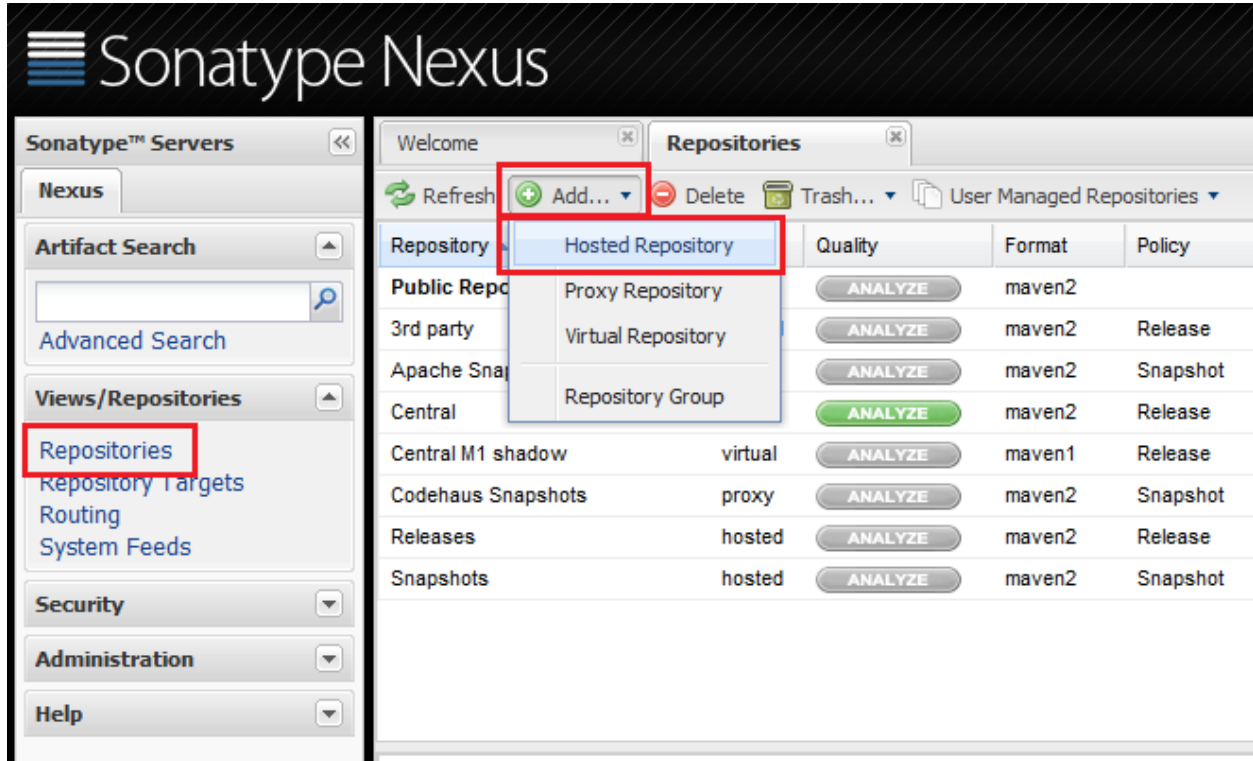 Sonatype Nexus
Sonatype™ Servers
Nexus
Artifact Search
Advanced Search
Views/Repositories
Repositories
Repository Targets
Routing
System Feeds
Security
Administration
Help
Welcome
Repositories
Refresh Add... Delete Trash... User Managed Repositories
Hosted Repository
Proxy Repository
Virtual Repository
Repository Group
Repository Quality Format Policy
Public ANALYZE maven2
3rd party ANALYZE maven2 Release
Apache ANALYZE maven2 Snapshot
Central ANALYZE maven2 Release
Central M1 shadow virtual ANALYZE maven1 Release
Codehaus Snapshots proxy ANALYZE maven2 Snapshot
Releases hosted ANALYZE maven2 Release
Snapshots hosted ANALYZE maven2 Snapshot